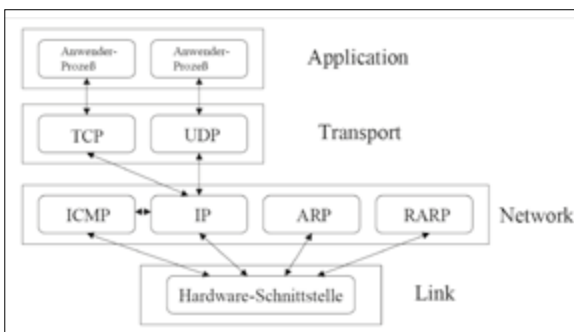 Anwender-
Prozeß
Anwender-
Prozeß
Application
TCP
UDP
Transport
ICMP
IP
ARP
RARP
Network
Hardware-Schnittstelle
Link